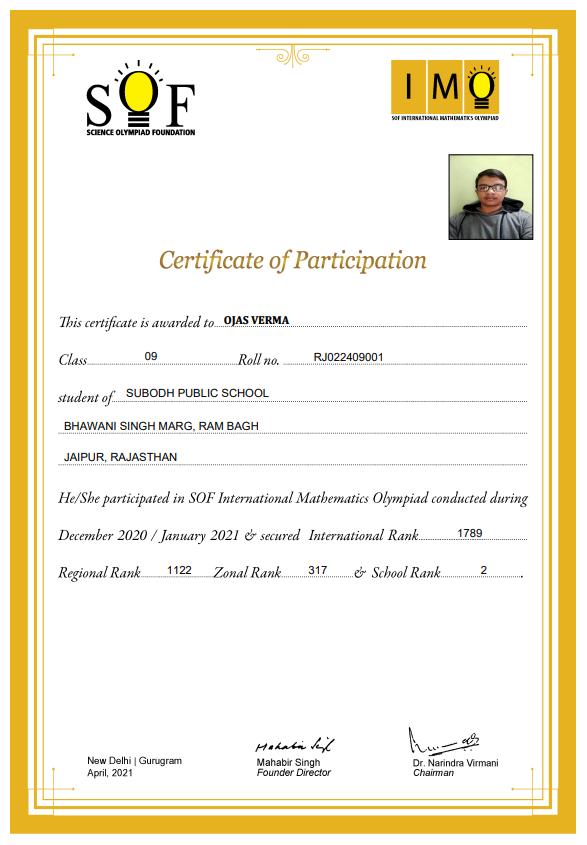 SOF
SCIENCE OLYMPIAD FOUNDATION
IMO
SOF INTERNATIONAL MATHEMATICS OLYMPIAD
Certificate of Participation
This certificate is awarded to OJAS VERMA
Class 09 Roll no. RJ022409001
student of SUBODH PUBLIC SCHOOL
BHAWANI SINGH MARG, RAM BAGH
JAIPUR, RAJASTHAN
He/She participated in SOF International Mathematics Olympiad conducted during
December 2020 / January 2021 & secured International Rank 1789
Regional Rank 1122 Zonal Rank 317 & School Rank 2 .
Mahabir Singh
New Delhi | Gurugram
April, 2021
Mahabir Singh
Founder Director
Dr. Narindra Virmani
Chairman